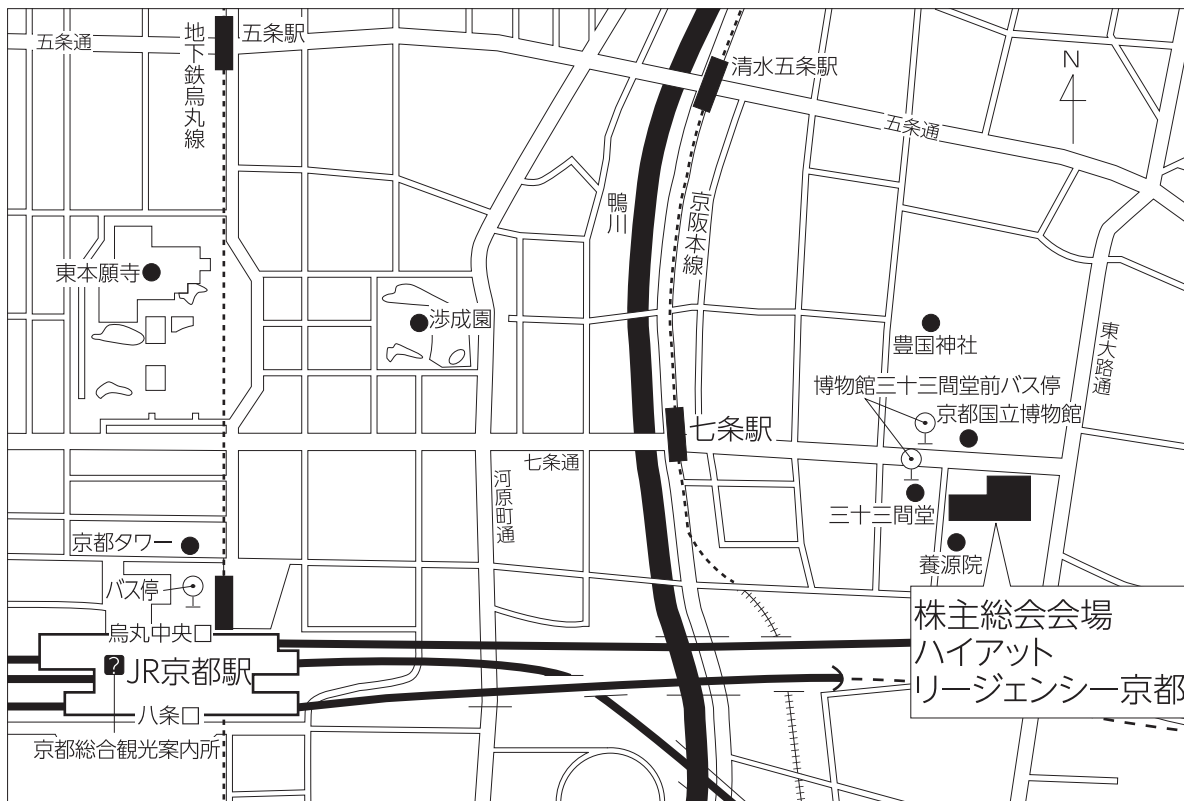 五条通
地下鉄烏丸線
五条駅
清水五条駅
N
五条通
鴨川
京阪本線
東本願寺
渉成園
豊国神社
東大路通
博物館三十三間堂前バス停
京都国立博物館
七条駅
七条通
河原町通
三十三間堂
京都タワー
養源院
バス停
烏丸中央口
?
JR京都駅
八条口
京都総合観光案内所
株主総会会場
ハイアット
リージェンシー京都